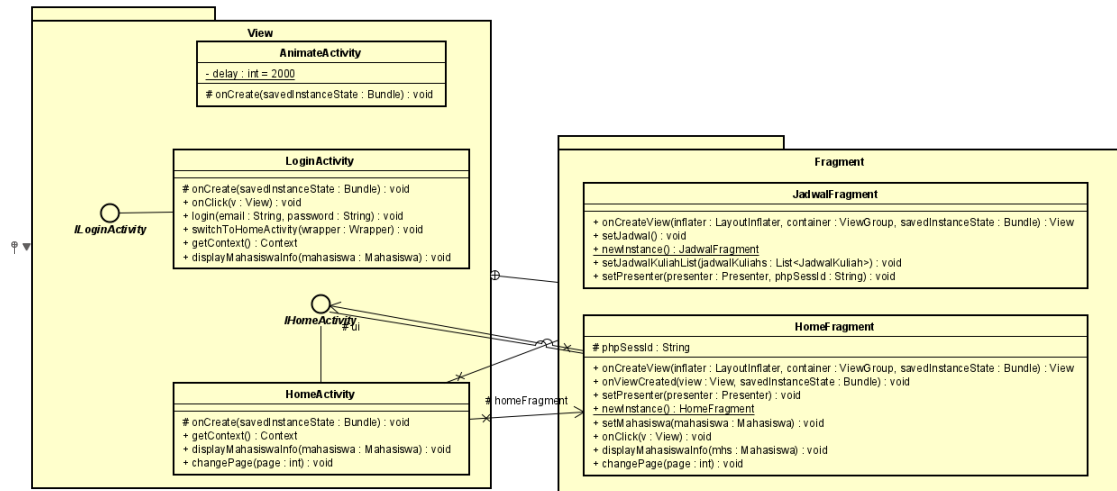 View
AnimateActivity
- delay : int = 2000
# onCreate(savedInstanceState : Bundle) : void
LoginActivity
# onCreate(savedInstanceState : Bundle) : void
+ onClick(v : View) : void
+ login(email : String, password : String) : void
+ switchToHomeActivity(wrapper : Wrapper) : void
+ getContext() : Context
+ displayMahasiswaInfo(mahasiswa : Mahasiswa) : void
ILoginActivity
IHomeActivity
# ui
HomeActivity
# onCreate(savedInstanceState : Bundle) : void
+ getContext() : Context
+ displayMahasiswaInfo(mahasiswa : Mahasiswa) : void
+ changePage(page : int) : void
# homeFragment
Fragment
JadwalFragment
+ onCreateView(inflater : LayoutInflater, container : ViewGroup, savedInstanceState : Bundle) : View
+ setJadwal() : void
+ newInstance() : JadwalFragment
+ setJadwalKuliahList(jadwalKuliahs : List<JadwalKuliah>) : void
+ setPresenter(presenter : Presenter, phpSessId : String) : void
HomeFragment
# phpSessId : String
+ onCreateView(inflater : LayoutInflater, container : ViewGroup, savedInstanceState : Bundle) : View
+ onViewCreated(view : View, savedInstanceState : Bundle) : void
+ setPresenter(presenter : Presenter) : void
+ newInstance() : HomeFragment
+ setMahasiswa(mahasiswa : Mahasiswa) : void
+ onClick(v : View) : void
+ displayMahasiswaInfo(mhs : Mahasiswa) : void
+ changePage(page : int) : void